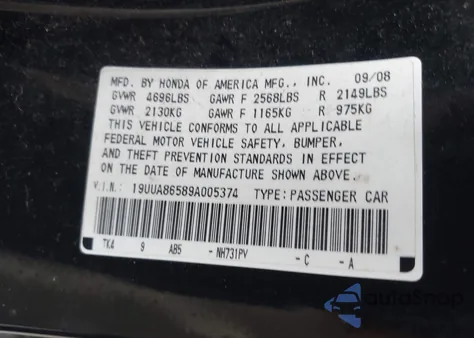 MFD. BY HONDA OF AMERICA MFG., INC. 09/08
GVWR 4696LBS GAWR F 2568LBS R 2149LBS
GVWR 2130KG GAWR F 1165KG R 975KG
THIS VEHICLE CONFORMS TO ALL APPLICABLE
FEDERAL MOTOR VEHICLE SAFETY, BUMPER,
AND THEFT PREVENTION STANDARDS IN EFFECT
ON THE DATE OF MANUFACTURE SHOWN ABOVE.
V.I.N.: 19UUA86589A005374 TYPE: PASSENGER CAR
TK4 9 AB5 -NH731PV -C -A
autoSnap